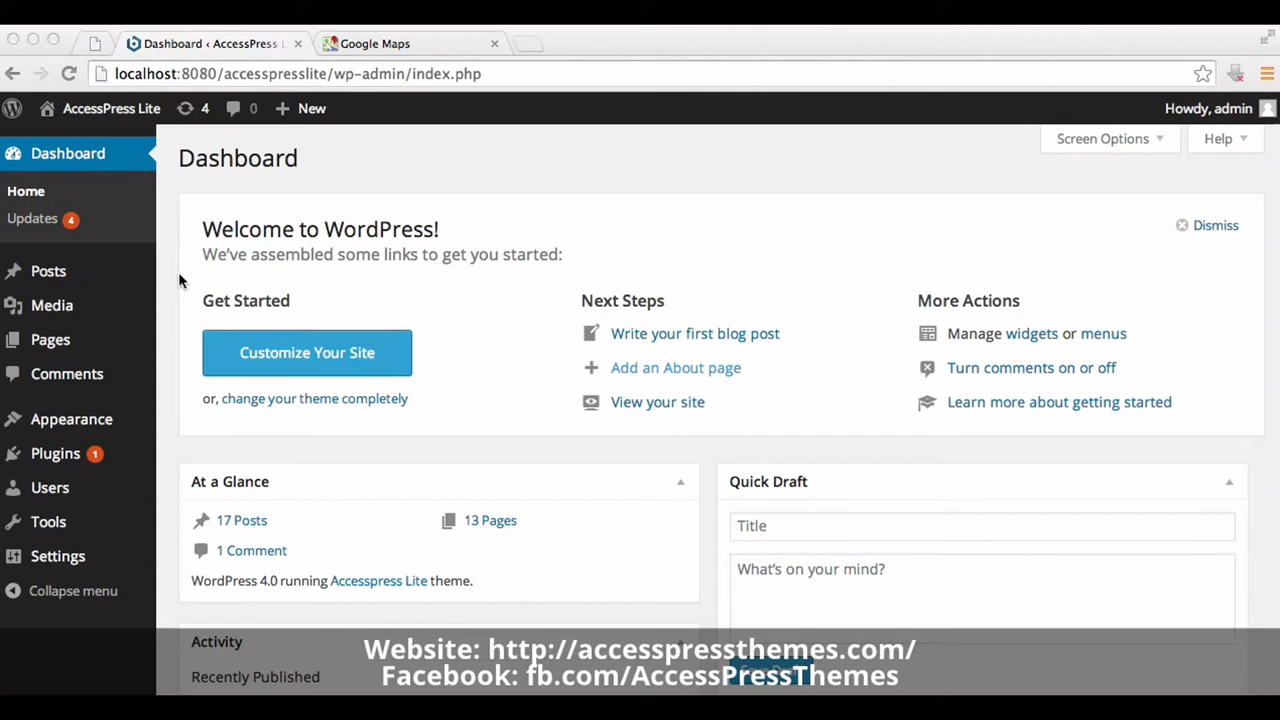 Dashboard ‹ AccessPress L
Google Maps
localhost:8080/accesspresslite/wp-admin/index.php
AccessPress Lite 4 0 New Howdy, admin
Dashboard
Home
Updates 4
Posts
Media
Pages
Comments
Appearance
Plugins 1
Users
Tools
Settings
Collapse menu
Screen Options Help
Dashboard
Welcome to WordPress!
Dismiss
We've assembled some links to get you started:
Get Started
Customize Your Site
or, change your theme completely
Next Steps
Write your first blog post
Add an About page
View your site
More Actions
Manage widgets or menus
Turn comments on or off
Learn more about getting started
At a Glance
17 Posts 13 Pages
1 Comment
WordPress 4.0 running Accesspress Lite theme.
Quick Draft
Title
What's on your mind?
Activity
Recently Published
Website: http://accesspressthemes.com/
Facebook: fb.com/AccessPressThemes